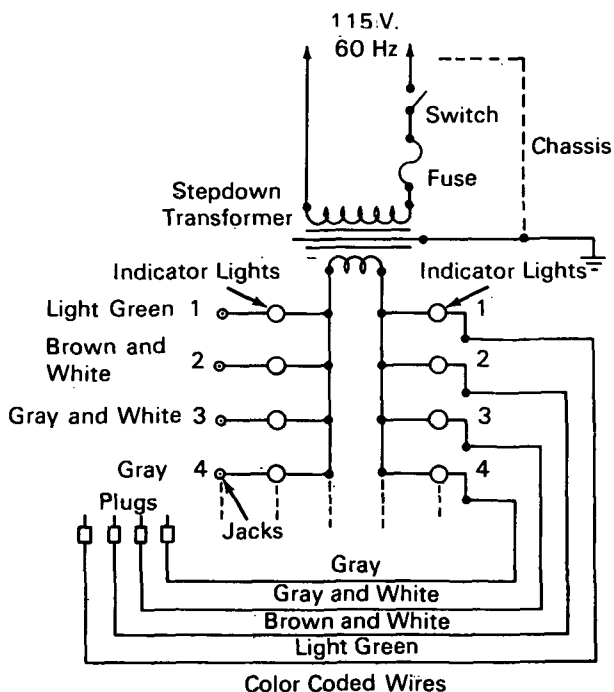 115 V.
60 Hz
Switch
Chassis
Fuse
Stepdown
Transformer
Indicator Lights
Indicator Lights
Light Green 1
1
Brown and
White
2
2
Gray and White 3
3
Gray 4
4
Plugs
Jacks
Gray
Gray and White
Brown and White
Light Green
Color Coded Wires